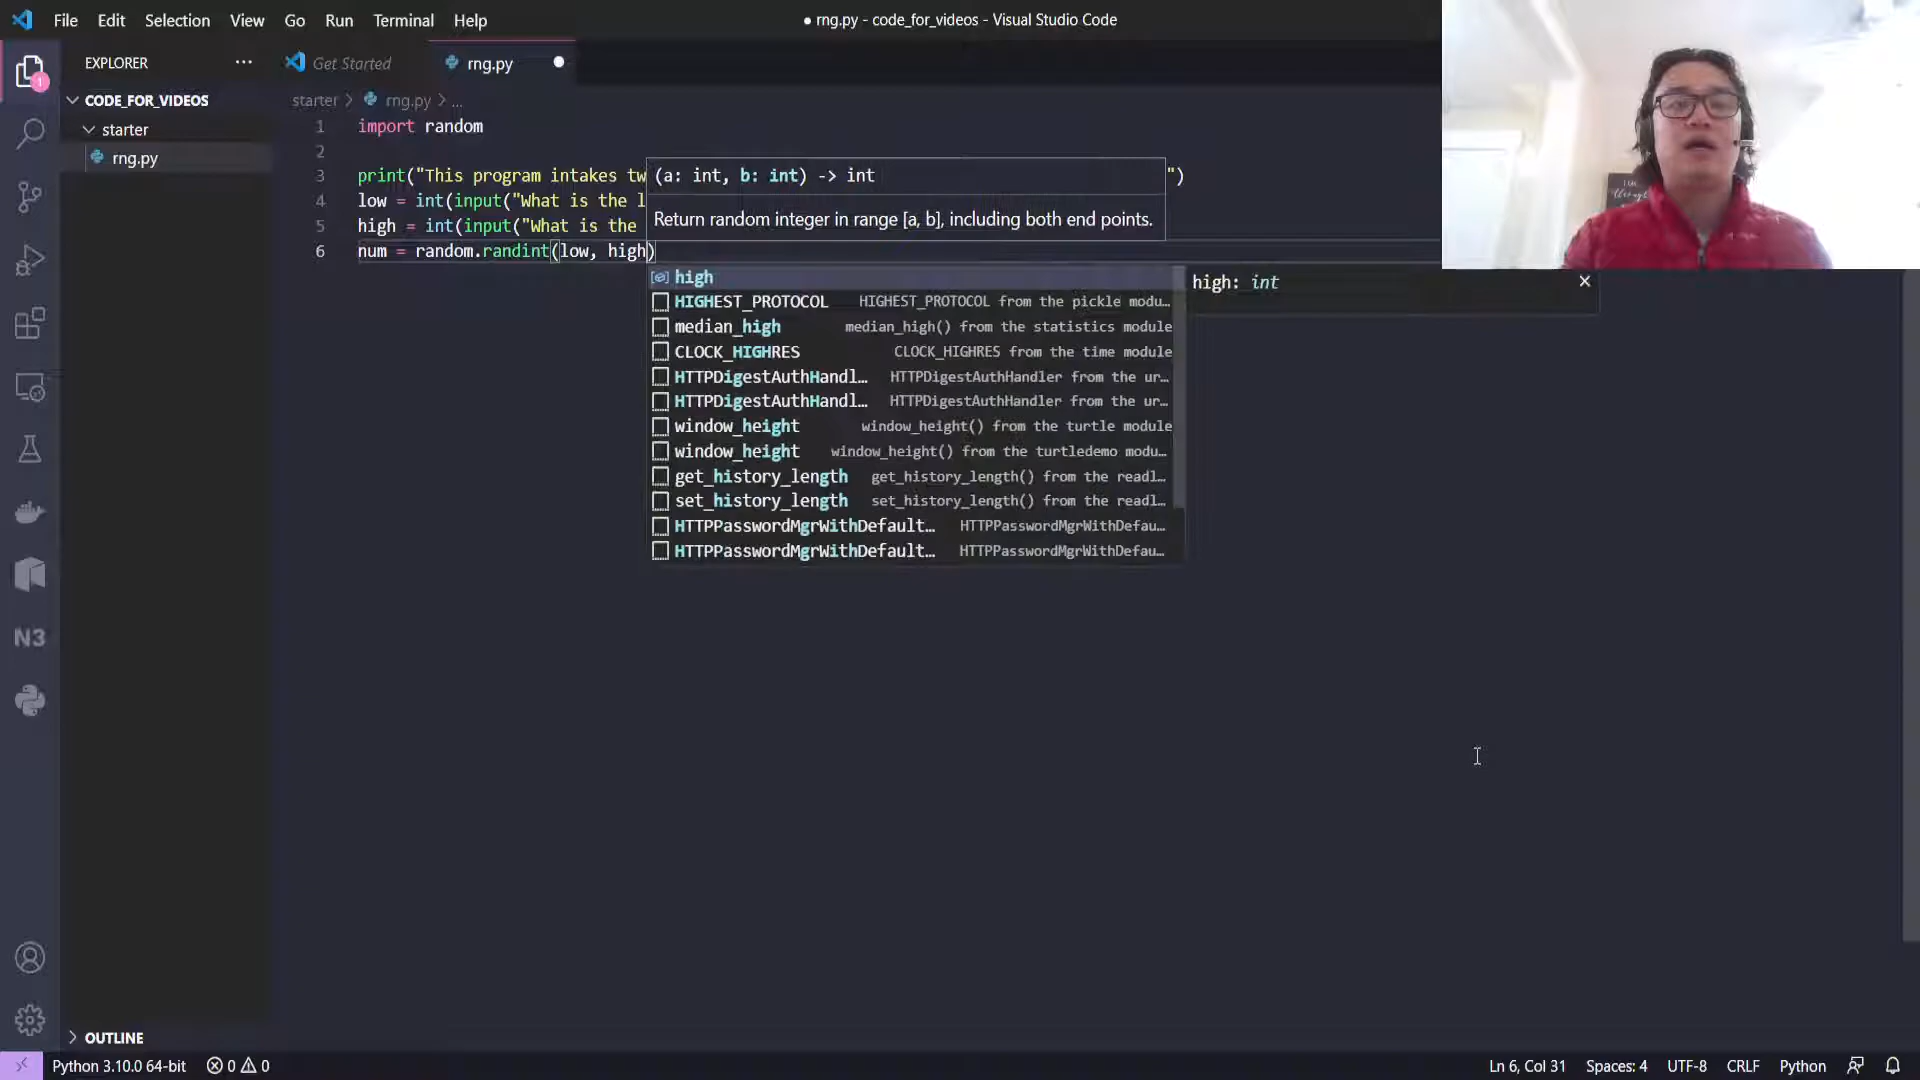 File Edit Selection View Go Run Terminal Help
● rng.py - code_for_videos - Visual Studio Code
EXPLORER ...
Get Started
rng.py
1
CODE_FOR_VIDEOS
starter
rng.py
starter > rng.py > ...
1 import random
2
3 print("This program intakes tw
")
4 low = int(input("What is the l
5 high = int(input("What is the
6 num = random.randint(low, high)
(a: int, b: int) -> int
Return random integer in range [a, b], including both end points.
high
high: int
HIGHEST_PROTOCOL HIGHEST_PROTOCOL from the pickle modu…
median_high median_high() from the statistics module
CLOCK_HIGHRES CLOCK_HIGHRES from the time module
HTTPDigestAuthHandl… HTTPDigestAuthHandler from the ur…
HTTPDigestAuthHandl… HTTPDigestAuthHandler from the ur…
window_height window_height() from the turtle module
window_height window_height() from the turtledemo modu…
get_history_length get_history_length() from the readl…
set_history_length set_history_length() from the readl…
HTTPPasswordMgrWithDefault… HTTPPasswordMgrWithDefau…
HTTPPasswordMgrWithDefault… HTTPPasswordMgrWithDefau…
N3
OUTLINE
Python 3.10.0 64-bit 0 0
Ln 6, Col 31 Spaces: 4 UTF-8 CRLF Python